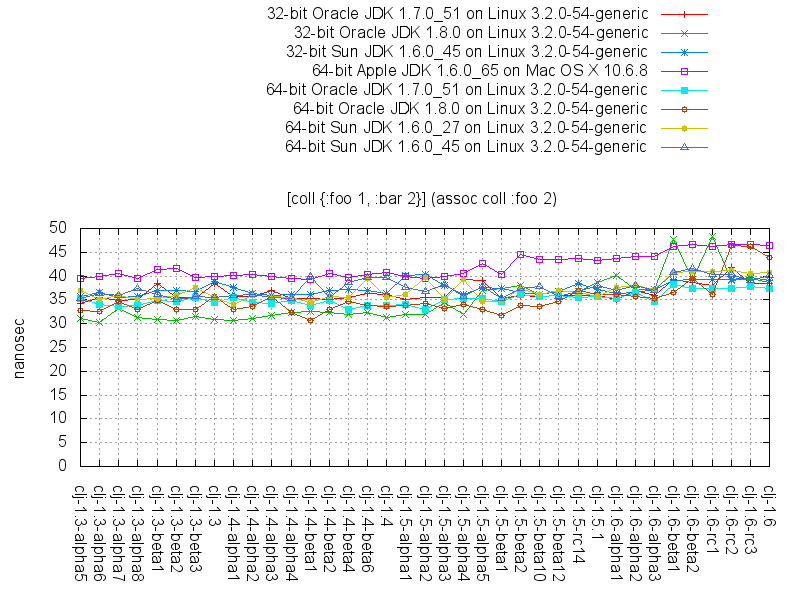 32-bit Oracle JDK 1.7.0_51 on Linux 3.2.0-54-generic
32-bit Oracle JDK 1.8.0 on Linux 3.2.0-54-generic
32-bit Sun JDK 1.6.0_45 on Linux 3.2.0-54-generic
64-bit Apple JDK 1.6.0_65 on Mac OS X 10.6.8
64-bit Oracle JDK 1.7.0_51 on Linux 3.2.0-54-generic
64-bit Oracle JDK 1.8.0 on Linux 3.2.0-54-generic
64-bit Sun JDK 1.6.0_27 on Linux 3.2.0-54-generic
64-bit Sun JDK 1.6.0_45 on Linux 3.2.0-54-generic
[coll {:foo 1, :bar 2}] (assoc coll :foo 2)
50
45
40
35
30
25
20
15
10
5
0
nanosec
clj-1.3-alpha5
clj-1.3-alpha6
clj-1.3-alpha7
clj-1.3-alpha8
clj-1.3-beta1
clj-1.3-beta2
clj-1.3-beta3
clj-1.3
clj-1.4-alpha1
clj-1.4-alpha2
clj-1.4-alpha3
clj-1.4-alpha4
clj-1.4-beta1
clj-1.4-beta2
clj-1.4-beta4
clj-1.4-beta6
clj-1.4
clj-1.5-alpha1
clj-1.5-alpha2
clj-1.5-alpha3
clj-1.5-alpha4
clj-1.5-alpha5
clj-1.5-beta1
clj-1.5-beta2
clj-1.5-beta10
clj-1.5-beta12
clj-1.5-rc14
clj-1.5.1
clj-1.6-alpha1
clj-1.6-alpha2
clj-1.6-alpha3
clj-1.6-beta1
clj-1.6-beta2
clj-1.6-rc1
clj-1.6-rc2
clj-1.6-rc3
clj-1.6